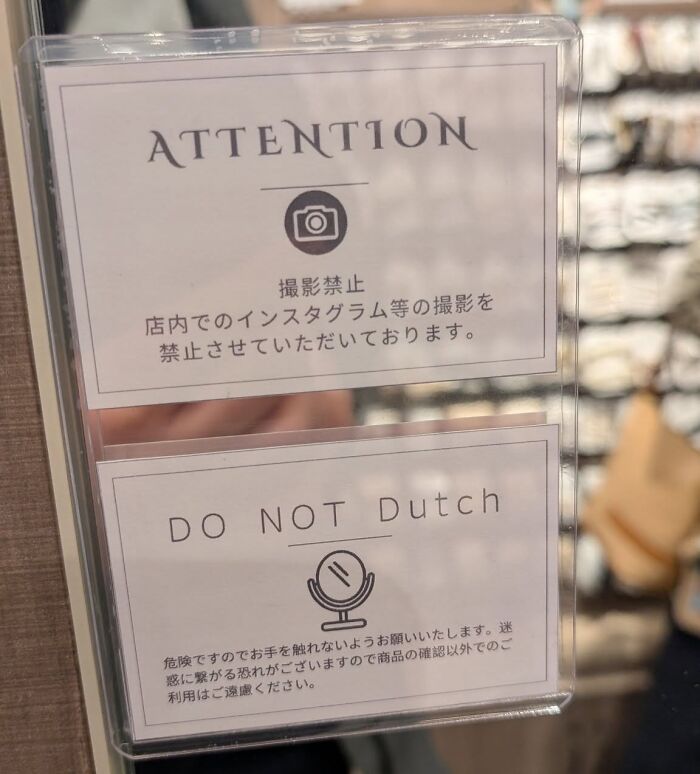 ATTENTION
撮影禁止
店内でのインスタグラム等の撮影を
禁止させていただいております。
DO NOT Dutch
危険ですのでお手を触れないようお願いいたします。迷
惑に繋がる恐れがございますので商品の確認以外でのご
利用はご遠慮ください。